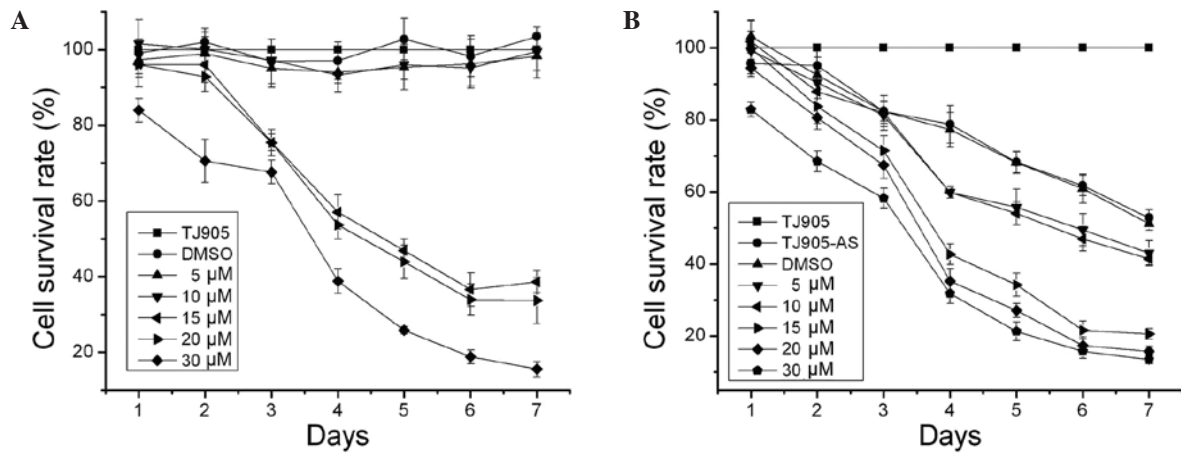 A
Cell survival rate (%)
100
80
60
40
20
TJ905
DMSO
5 µM
10 µM
15 µM
20 µM
30 µM
1 2 3 4 5 6 7
Days
B
Cell survival rate (%)
100
80
60
40
20
TJ905
TJ905-AS
DMSO
5 µM
10 µM
15 µM
20 µM
30 µM
1 2 3 4 5 6 7
Days